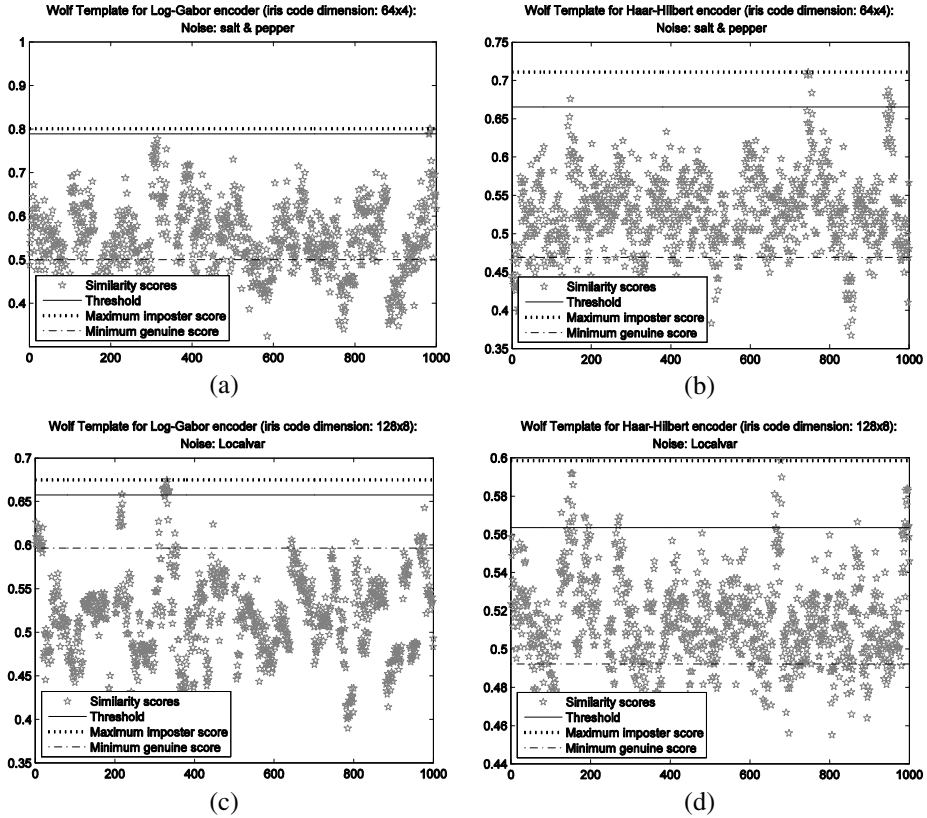 Wolf Template for Log-Gabor encoder (iris code dimension: 64x4):
Noise: salt & pepper
1
0.9
0.8
0.7
0.6
0.5
0.4
Similarity scores
Threshold
Maximum imposter score
Minimum genuine score
0 200 400 600 800 1000
(a)
Wolf Template for Haar-Hilbert encoder (iris code dimension: 64x4):
Noise: salt & pepper
0.75
0.7
0.65
0.6
0.55
0.5
0.45
0.4
0.35
Similarity scores
Threshold
Maximum imposter score
Minimum genuine score
0 200 400 600 800 1000
(b)
Wolf Template for Log-Gabor encoder (iris code dimension: 128x8):
Noise: Localvar
0.7
0.65
0.6
0.55
0.5
0.45
0.4
0.35
Similarity scores
Threshold
Maximum imposter score
Minimum genuine score
0 200 400 600 800 1000
(c)
Wolf Template for Haar-Hilbert encoder (iris code dimension: 128x8):
Noise: Localvar
0.6
0.58
0.56
0.54
0.52
0.5
0.48
0.46
0.44
Similarity scores
Threshold
Maximum imposter score
Minimum genuine score
0 200 400 600 800 1000
(d)